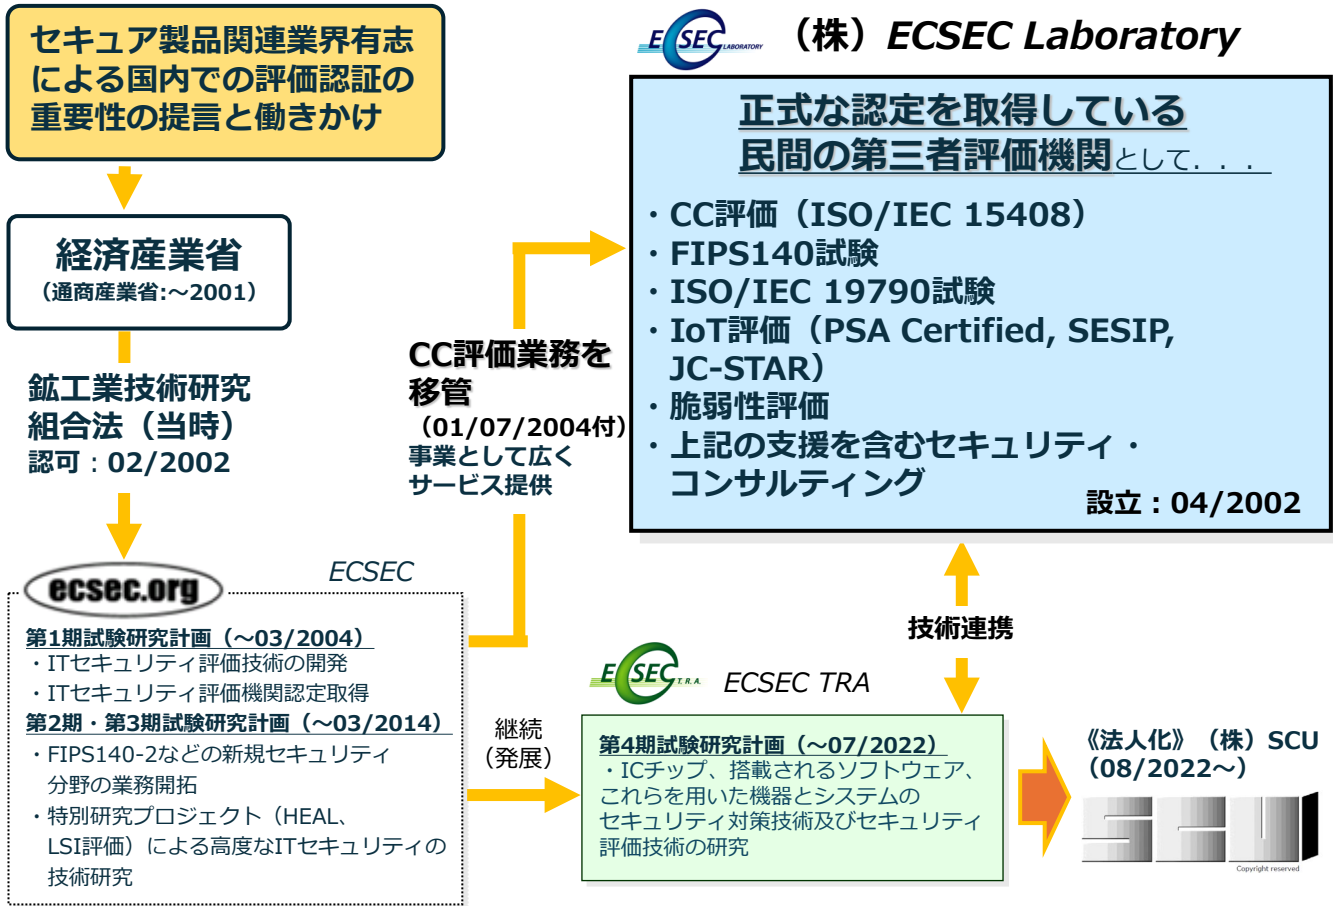 セキュア製品関連業界有志
による国内での評価認証の
重要性の提言と働きかけ
経済産業省
（通商産業省:～2001）
鉱工業技術研究
組合法（当時）
認可：02/2002
ecsec.org
ECSEC
第1期試験研究計画（～03/2004）
・ITセキュリティ評価技術の開発
・ITセキュリティ評価機関認定取得
第2期・第3期試験研究計画（～03/2014）
・FIPS140-2などの新規セキュリティ
分野の業務開拓
・特別研究プロジェクト（HEAL、
LSI評価）による高度なITセキュリティの
技術研究
CC評価業務を
移管
（01/07/2004付）
事業として広く
サービス提供
継続
（発展）
ECSEC LABORATORY
（株）ECSEC Laboratory
正式な認定を取得している
民間の第三者評価機関として．．．
・CC評価（ISO/IEC 15408）
・FIPS140試験
・ISO/IEC 19790試験
・IoT評価（PSA Certified, SESIP,
JC-STAR）
・脆弱性評価
・上記の支援を含むセキュリティ・
コンサルティング
設立：04/2002
技術連携
ECSEC T.R.A.
ECSEC TRA
第4期試験研究計画（～07/2022）
・ICチップ、搭載されるソフトウェア、
これらを用いた機器とシステムの
セキュリティ対策技術及びセキュリティ
評価技術の研究
《法人化》（株）SCU
（08/2022～）
SCU
Copyright reserved